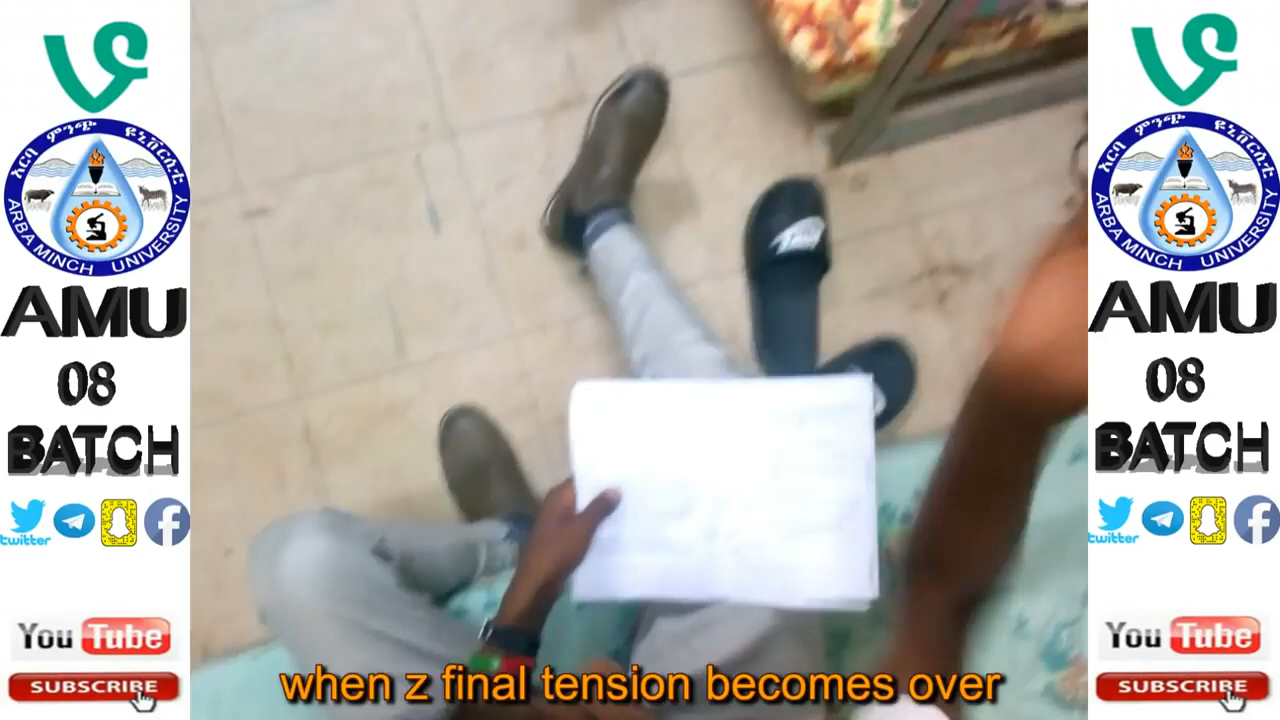 አርባ ምንጭ ዩኒቨርሲቲ
ARBA MINCH UNIVERSITY
AMU
08
BATCH
twitter
You Tube
SUBSCRIBE
አርባ ምንጭ ዩኒቨርሲቲ
ARBA MINCH UNIVERSITY
AMU
08
BATCH
twitter
You Tube
SUBSCRIBE
when z final tension becomes over